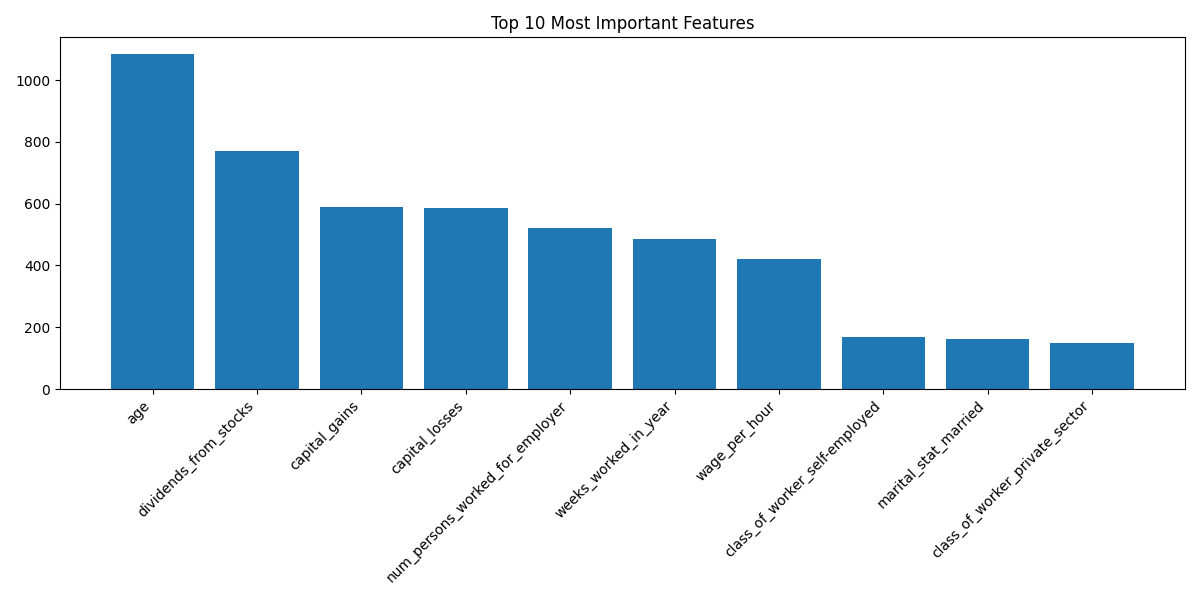 Top 10 Most Important Features
1000
800
600
400
200
0
age
dividends_from_stocks
capital_gains
capital_losses
num_persons_worked_for_employer
weeks_worked_in_year
wage_per_hour
class_of_worker_self-employed
marital_stat_married
class_of_worker_private_sector